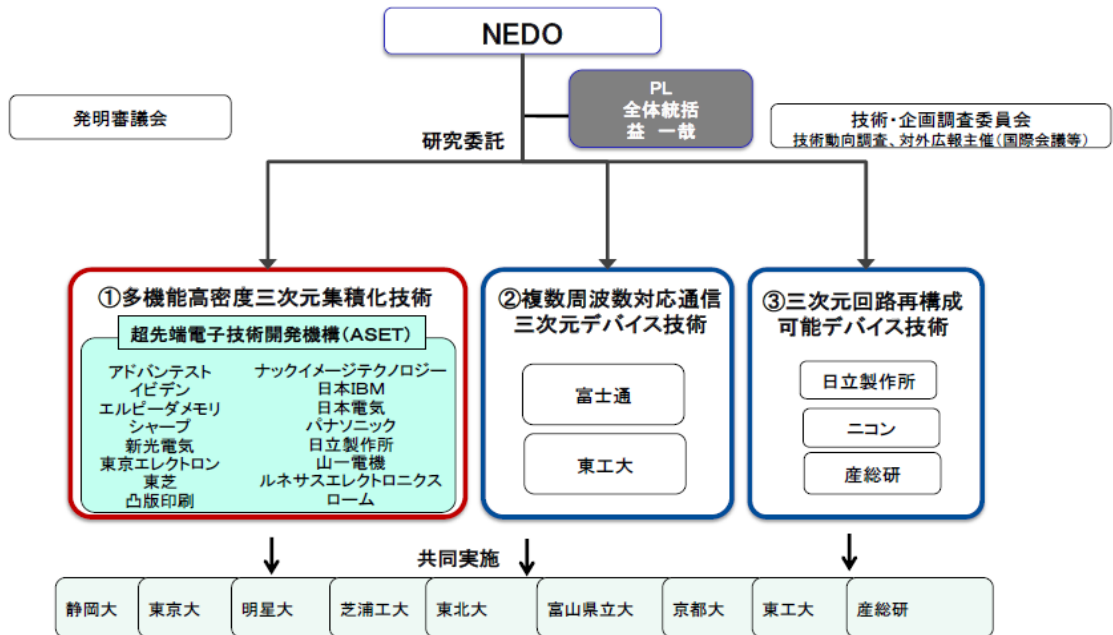 NEDO
PL
全体統括
益 一哉
発明審議会
技術・企画調査委員会
技術動向調査、対外広報主催(国際会議等)
研究委託
①多機能高密度三次元集積化技術
超先端電子技術開発機構(ASET)
アドバンテスト
イビデン
エルピーダメモリ
シャープ
新光電気
東京エレクトロン
東芝
凸版印刷
ナックイメージテクノロジー
日本IBM
日本電気
パナソニック
日立製作所
山一電機
ルネサスエレクトロニクス
ローム
②複数周波数対応通信
三次元デバイス技術
富士通
東工大
③三次元回路再構成
可能デバイス技術
日立製作所
ニコン
産総研
共同実施
静岡大
東京大
明星大
芝浦工大
東北大
富山県立大
京都大
東工大
産総研